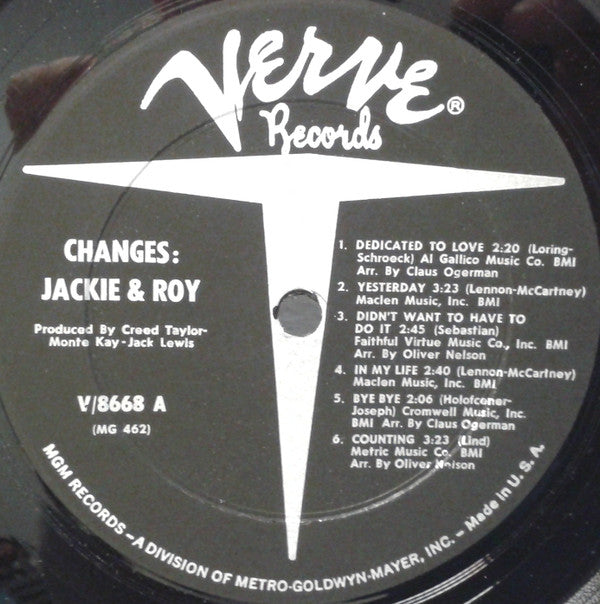 Verve ®
Records
CHANGES:
JACKIE & ROY
Produced By Creed Taylor-
Monte Kay-Jack Lewis
V/8668 A
(MG 462)
1. DEDICATED TO LOVE 2:20 (Loring-
Schroeck) Al Gallico Music Co. BMI
Arr. By Claus Ogerman
2. YESTERDAY 3:23 (Lennon-McCartney)
Maclen Music, Inc. BMI
3. DIDN'T WANT TO HAVE TO
DO IT 2:45 (Sebastian)
Faithful Virtue Music Co., Inc. BMI
Arr. By Oliver Nelson
4. IN MY LIFE 2:40 (Lennon-McCartney)
Maclen Music, Inc. BMI
5. BYE BYE 2:06 (Holofcener-
Joseph) Cromwell Music, Inc.
BMI Arr. By Claus Ogerman
6. COUNTING 3:23 (Lind)
Metric Music Co. BMI
Arr. By Oliver Nelson
MGM RECORDS – A DIVISION OF METRO-GOLDWYN-MAYER, INC. – Made in U. S. A.